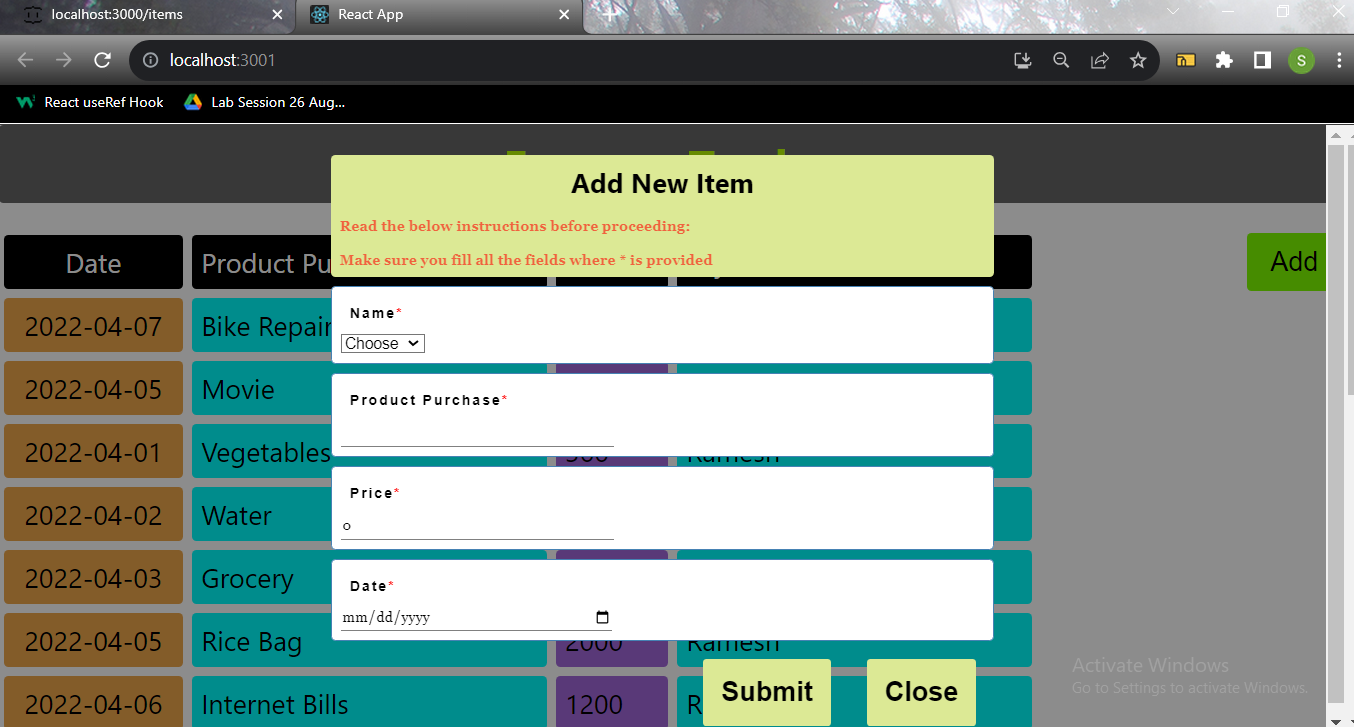 localhost:3000/items
React App
localhost:3001
React useRef Hook
Lab Session 26 Aug...
S
Add New Item
Read the below instructions before proceeding:
Make sure you fill all the fields where * is provided
Date Product Pu
Add
Name*
Choose
2022-04-07 Bike Repair
2022-04-05 Movie
Product Purchase*
2022-04-01 Vegetables Ramesh
Price*
0
2022-04-02 Water
2022-04-03 Grocery
Date*
mm/dd/yyyy
2022-04-05 Rice Bag 2000 Ramesh
2022-04-06 Internet Bills 1200 R
Submit
Close
Activate Windows
Go to Settings to activate Windows.